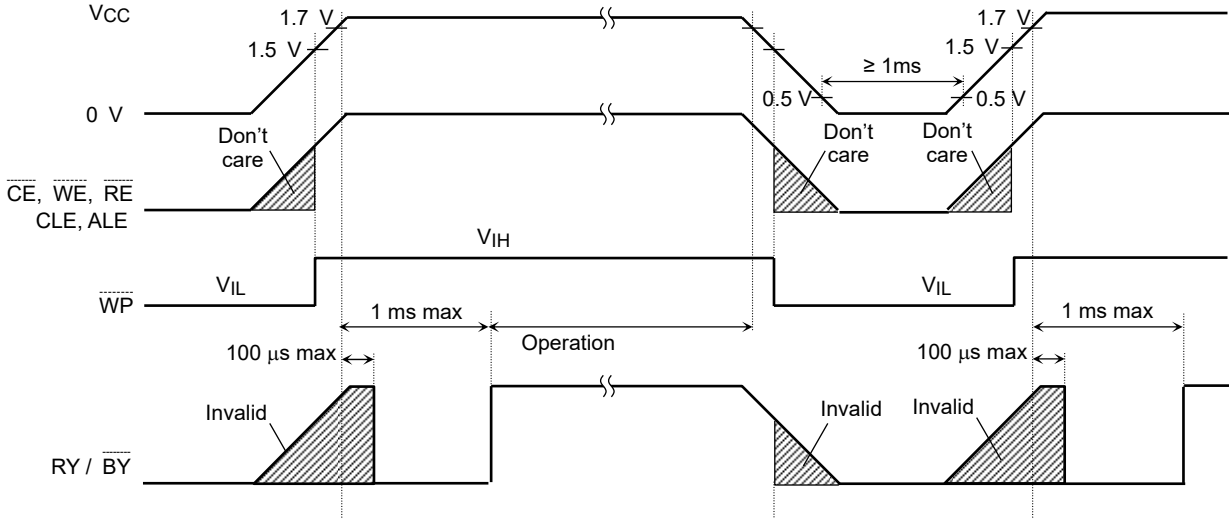 VCC
1.7 V
1.5 V
0 V
0.5 V
≥ 1ms
0.5 V
1.7 V
1.5 V
Don't
care
Don't
care
Don't
care
CE, WE, RE
CLE, ALE
VIH
WP
VIL
VIL
1 ms max
Operation
1 ms max
100 μs max
100 μs max
Invalid
Invalid
Invalid
RY / BY